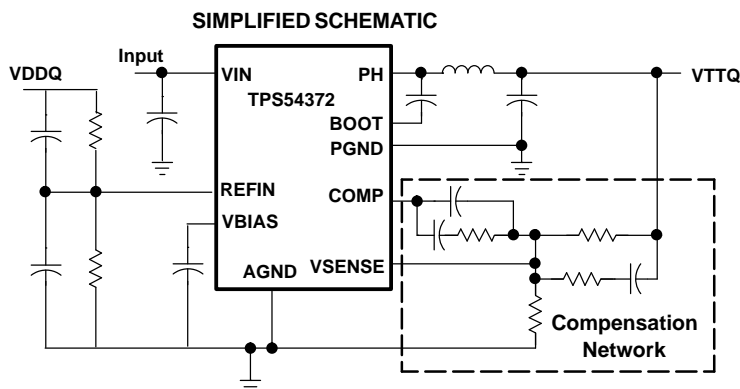 SIMPLIFIED SCHEMATIC
Input
VDDQ
VIN
PH
VTTQ
TPS54372
BOOT
PGND
REFIN
COMP
VBIAS
AGND
VSENSE
Compensation
Network